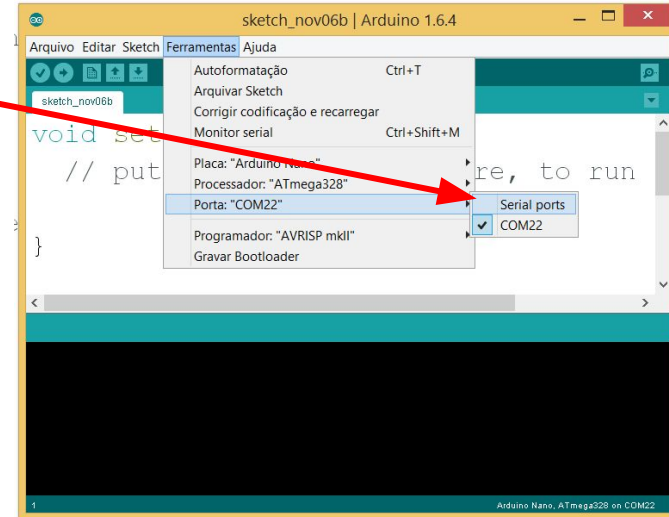 sketch_nov06b | Arduino 1.6.4
Arquivo Editar Sketch Ferramentas Ajuda
Autoformatação Ctrl+T
Arquivar Sketch
sketch_nov06b
Corrigir codificação e recarregar
Monitor serial Ctrl+Shift+M
void set
Placa: "Arduino Nano"
// put re, to run
Processador: "ATmega328"
Porta: "COM22"
Serial ports
COM22
Programador: "AVRISP mkII"
}
Gravar Bootloader
1 Arduino Nano, ATmega328 on COM22